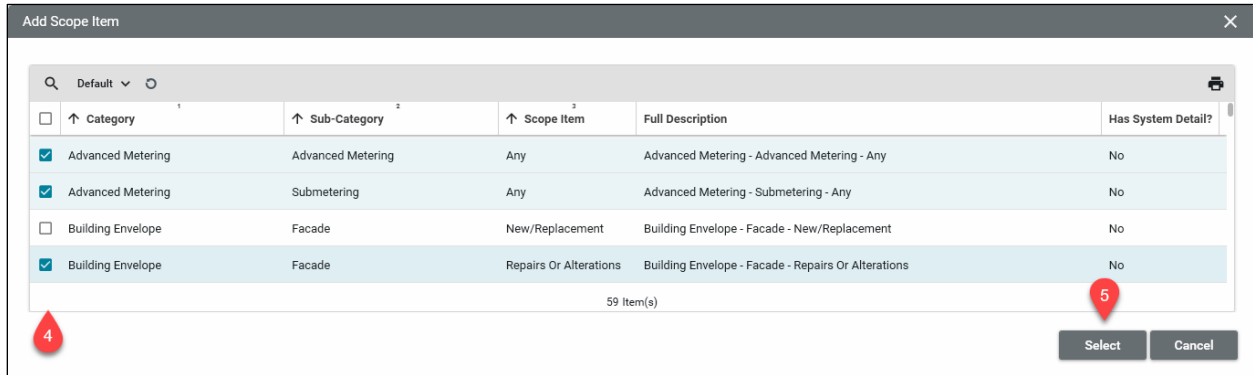 Add Scope Item
Default
1 2 3
Category Sub-Category Scope Item Full Description Has System Detail?
Advanced Metering Advanced Metering Any Advanced Metering - Advanced Metering - Any No
Advanced Metering Submetering Any Advanced Metering - Submetering - Any No
Building Envelope Facade New/Replacement Building Envelope - Facade - New/Replacement No
Building Envelope Facade Repairs Or Alterations Building Envelope - Facade - Repairs Or Alterations No
59 Item(s)
4 5
Select Cancel